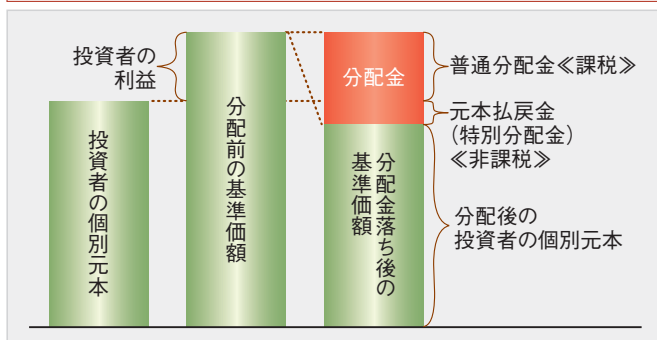 投資者の
利益
投資者の個別元本
分配前の基準価額
分配金
分配金落ち後の
基準価額
普通分配金≪課税≫
元本払戻金
(特別分配金)
≪非課税≫
分配後の
投資者の個別元本